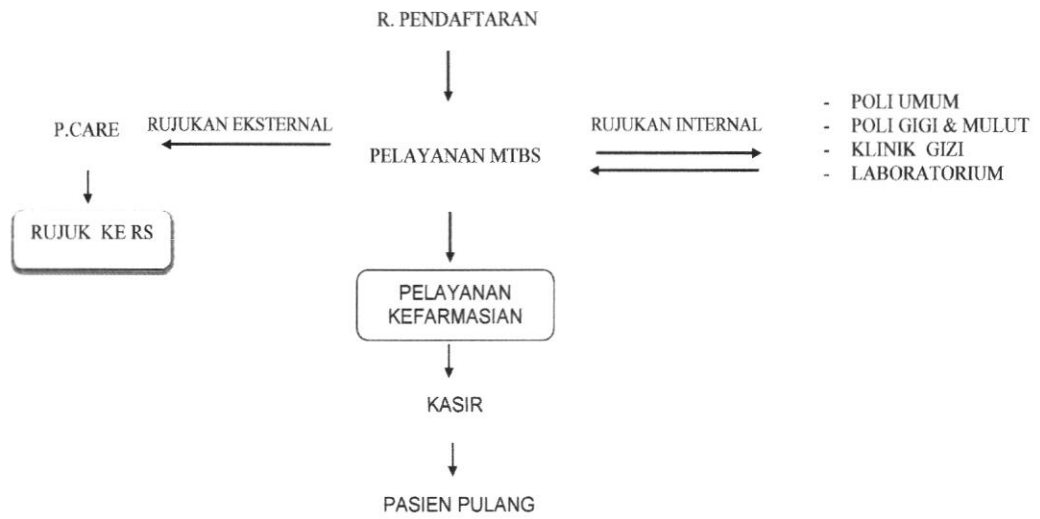 R. PENDAFTARAN
P.CARE
RUJUKAN EKSTERNAL
PELAYANAN MTBS
RUJUKAN INTERNAL
- POLI UMUM
- POLI GIGI & MULUT
- KLINIK GIZI
- LABORATORIUM
RUJUK KE RS
PELAYANAN
KEFARMASIAN
KASIR
PASIEN PULANG